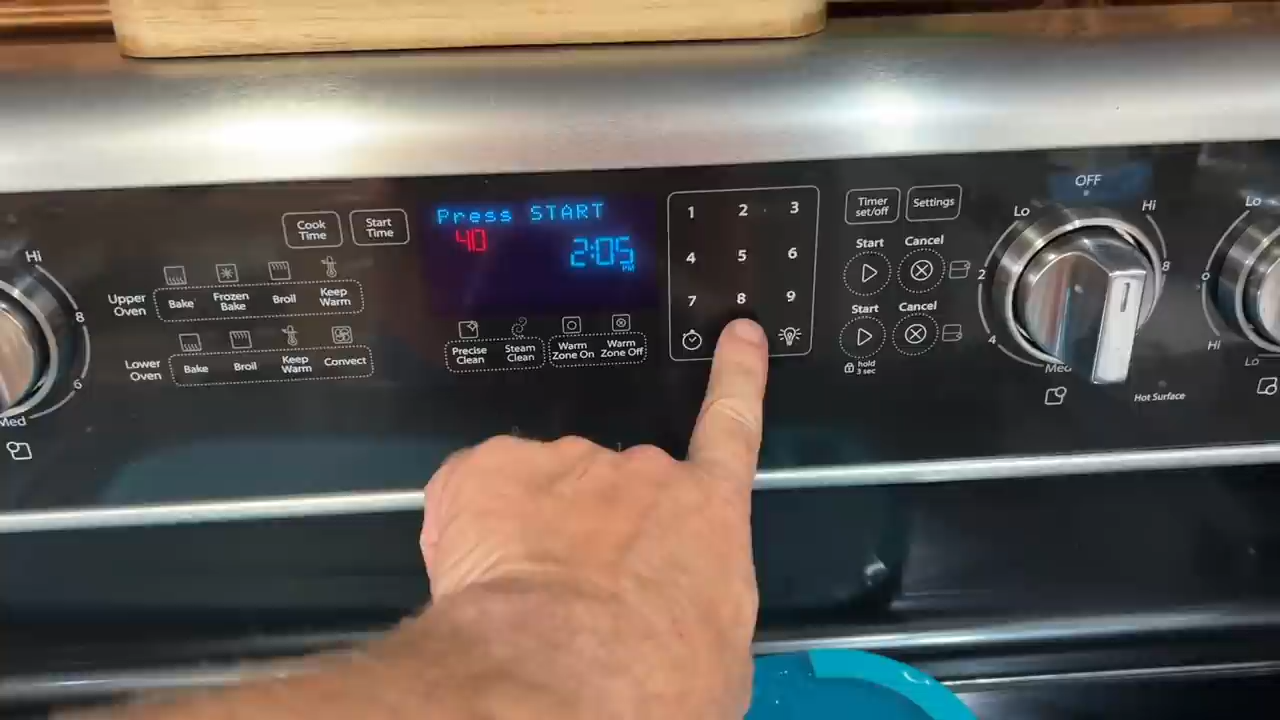 Hi
8
6
Med
Cook Time
Start Time
Upper Oven
Bake
Frozen Bake
Broil
Keep Warm
Lower Oven
Bake
Broil
Keep Warm
Convect
Press START
40
2:05
PM
Precise Clean
Steam Clean
Warm Zone On
Warm Zone Off
1 2 3
4 5 6
7 8 9
Timer set/off
Settings
Start
Cancel
Start
Cancel
hold 3 sec
OFF
Lo
Hi
2
8
4
Med
Hot Surface
Lo
Hi
Lo